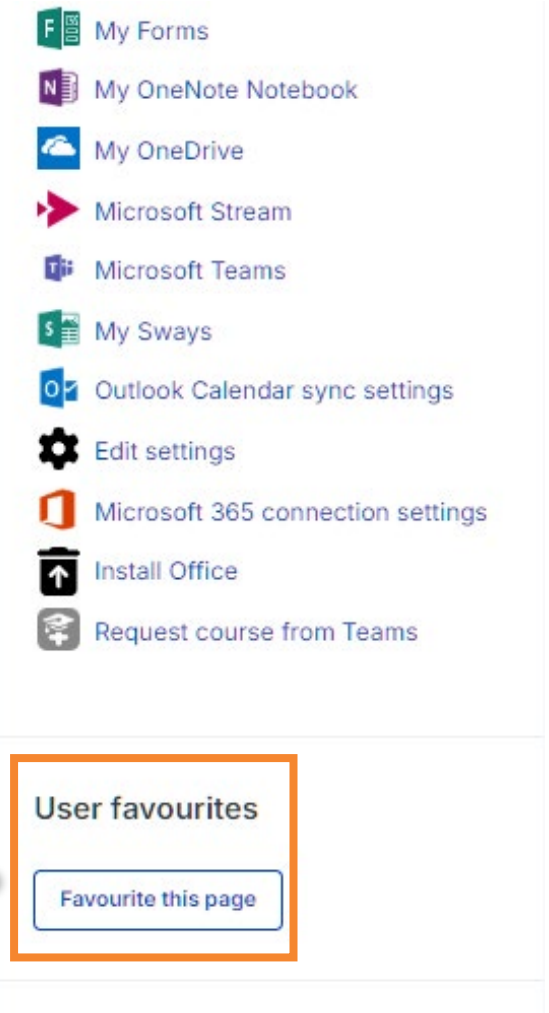 My Forms
My OneNote Notebook
My OneDrive
Microsoft Stream
Microsoft Teams
My Sways
Outlook Calendar sync settings
Edit settings
Microsoft 365 connection settings
Install Office
Request course from Teams
User favourites
Favourite this page